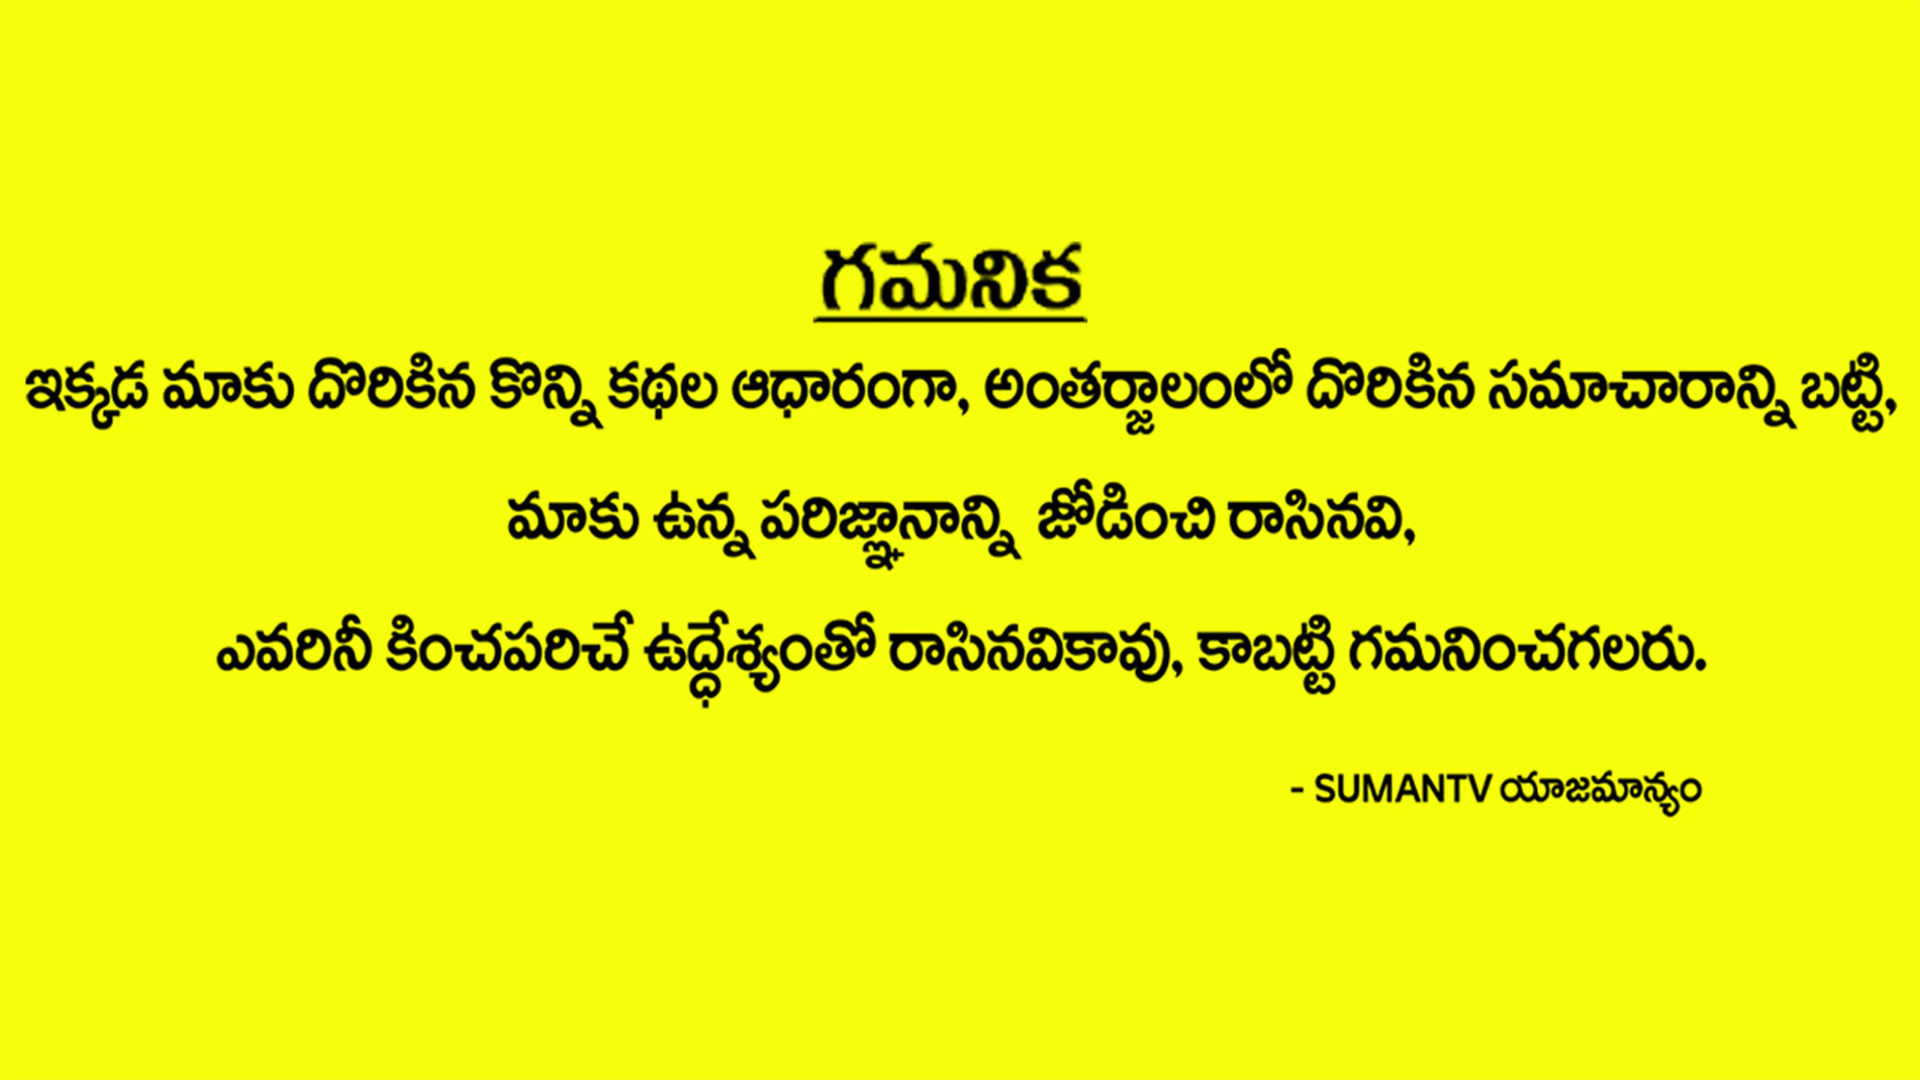 గమనిక
ఇక్కడ మాకు దొరికిన కొన్ని కథల ఆధారంగా, అంతర్జాలంలో దొరికిన సమాచారాన్ని బట్టి,
మాకు ఉన్న పరిజ్ఞానాన్ని జోడించి రాసినవి,
ఎవరినీ కించపరిచే ఉద్ధేశ్యంతో రాసినవికావు, కాబట్టి గమనించగలరు.
- SUMANTV యాజమాన్యం